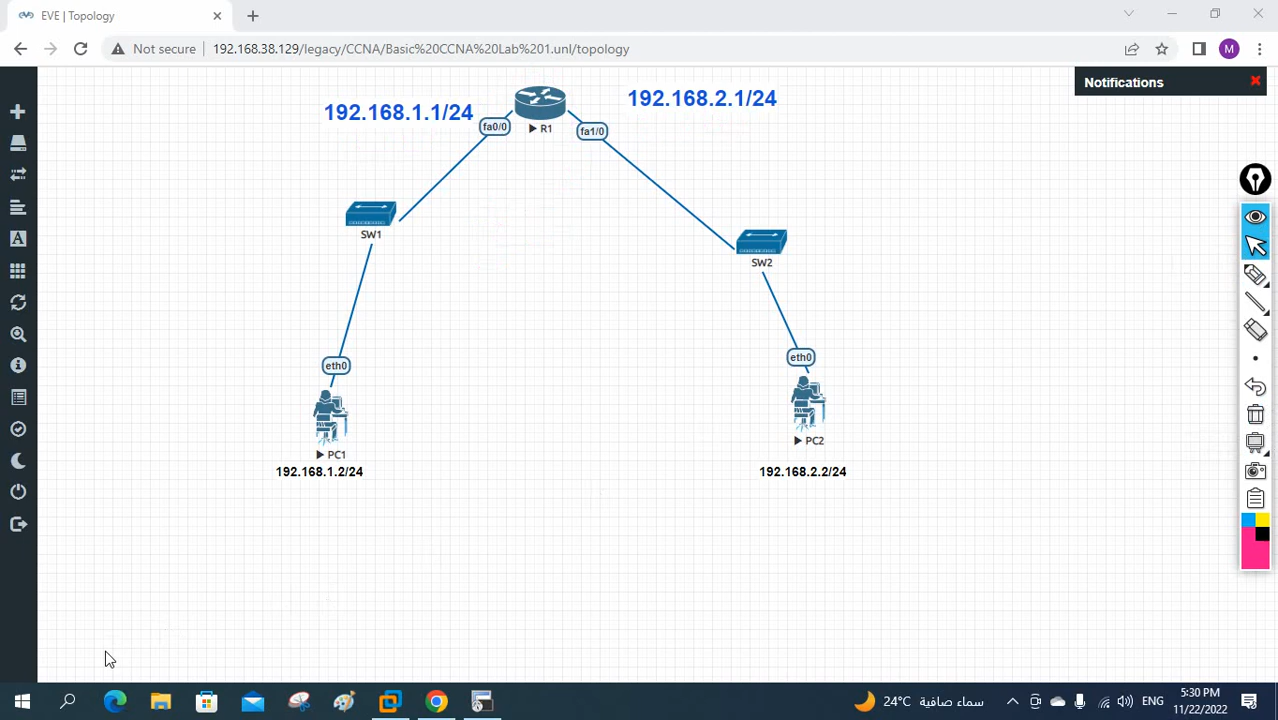 EVE | Topology
Not secure
192.168.38.129/legacy/CCNA/Basic%20CCNA%20Lab%201.unl/topology
M
Notifications
192.168.1.1/24
192.168.2.1/24
fa0/0
R1
fa1/0
SW1
SW2
eth0
eth0
PC1
192.168.1.2/24
PC2
192.168.2.2/24
A
24°C سماء صافية
ENG
5:30 PM
11/22/2022